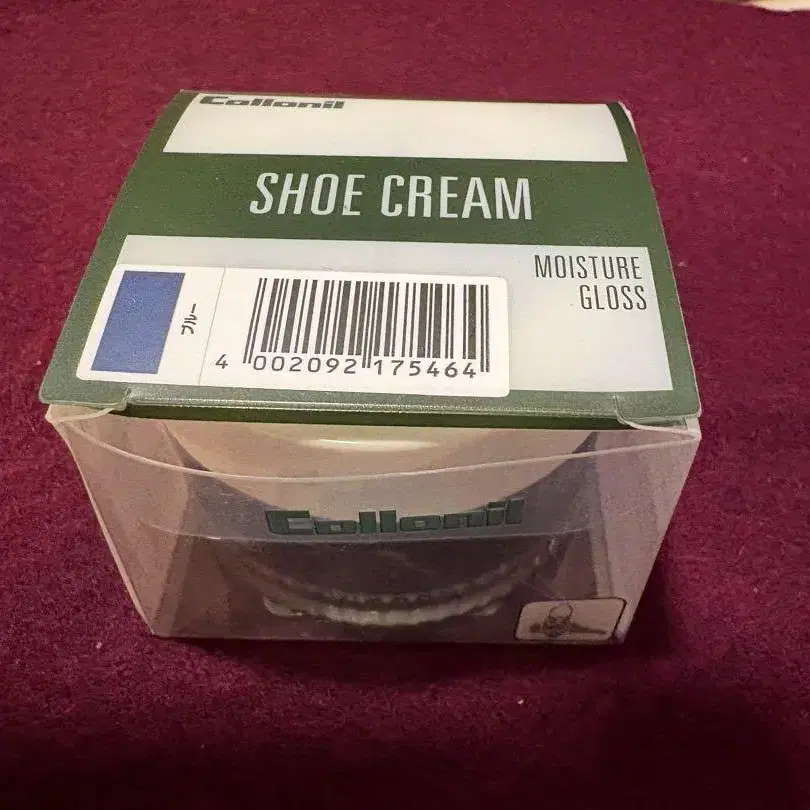 Collonil
SHOE CREAM
MOISTURE
GLOSS
ブルー
4 002092 175464
Collonil